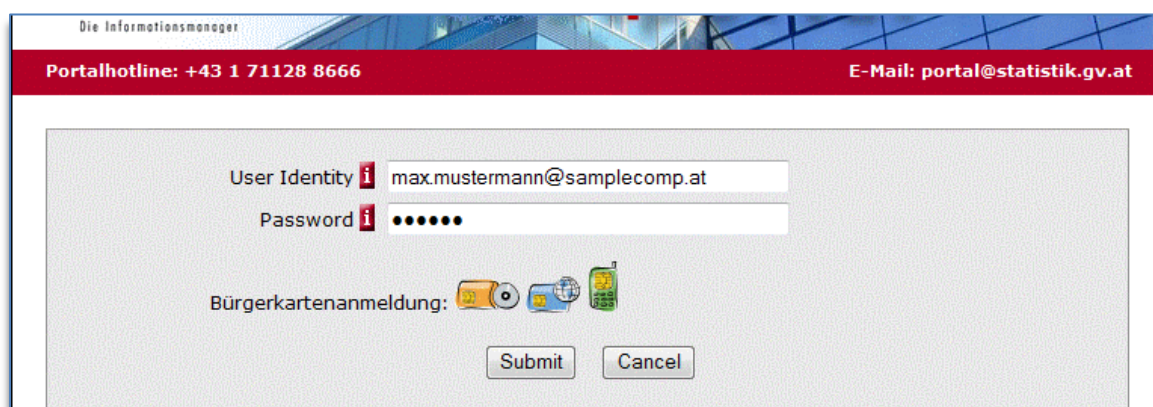 Die Informationsmanager
Portalhotline: +43 1 71128 8666 E-Mail: portal@statistik.gv.at
User Identity i max.mustermann@samplecomp.at
Password i ●●●●●●
Bürgerkartenanmeldung:
Submit Cancel